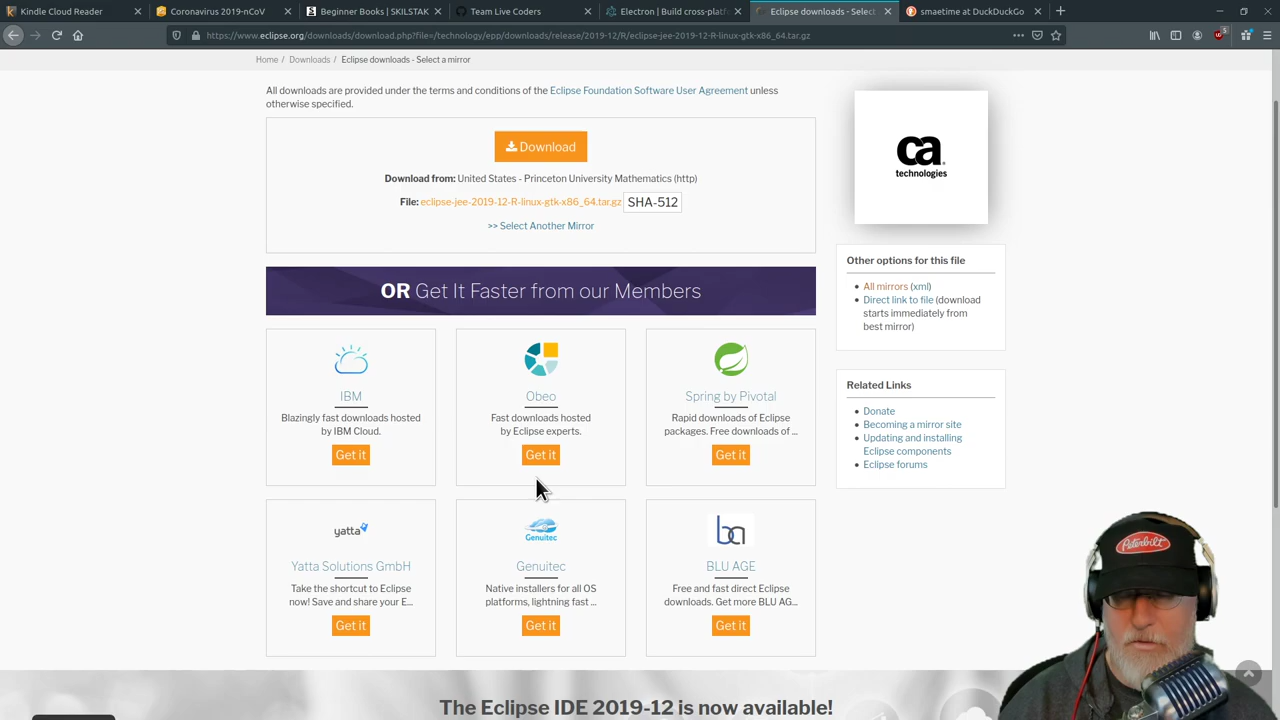 Kindle Cloud Reader
Coronavirus 2019-nCoV
Beginner Books | SKILSTAK
Team Live Coders
Electron | Build cross-platf
Eclipse downloads - Select
smaetime at DuckDuckGo
https://www.eclipse.org/downloads/download.php?file=/technology/epp/downloads/release/2019-12/R/eclipse-jee-2019-12-R-linux-gtk-x86_64.tar.gz
5
Home / Downloads / Eclipse downloads - Select a mirror
All downloads are provided under the terms and conditions of the Eclipse Foundation Software User Agreement unless
otherwise specified.
Download
Download from: United States - Princeton University Mathematics (http)
File: eclipse-jee-2019-12-R-linux-gtk-x86_64.tar.gz SHA-512
>> Select Another Mirror
OR Get It Faster from our Members
IBM
Blazingly fast downloads hosted
by IBM Cloud.
Get it
Obeo
Fast downloads hosted
by Eclipse experts.
Get it
Spring by Pivotal
Rapid downloads of Eclipse
packages. Free downloads of ...
Get it
yatta
Yatta Solutions GmbH
Take the shortcut to Eclipse
now! Save and share your E...
Get it
Genuitec
Genuitec
Native installers for all OS
platforms, lightning fast ...
Get it
ba
BLU AGE
Free and fast direct Eclipse
downloads. Get more BLU AG...
Get it
ca
technologies
Other options for this file
All mirrors (xml)
Direct link to file (download
starts immediately from
best mirror)
Related Links
Donate
Becoming a mirror site
Updating and installing
Eclipse components
Eclipse forums
Peterbilt
The Eclipse IDE 2019-12 is now available!